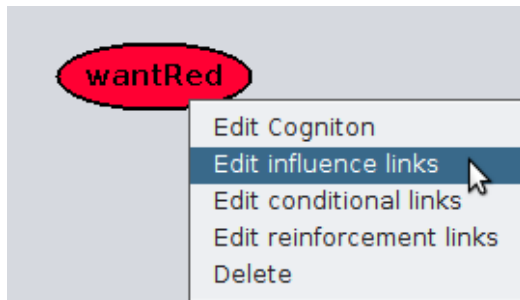 wantRed
Edit Cogniton
Edit influence links
Edit conditional links
Edit reinforcement links
Delete